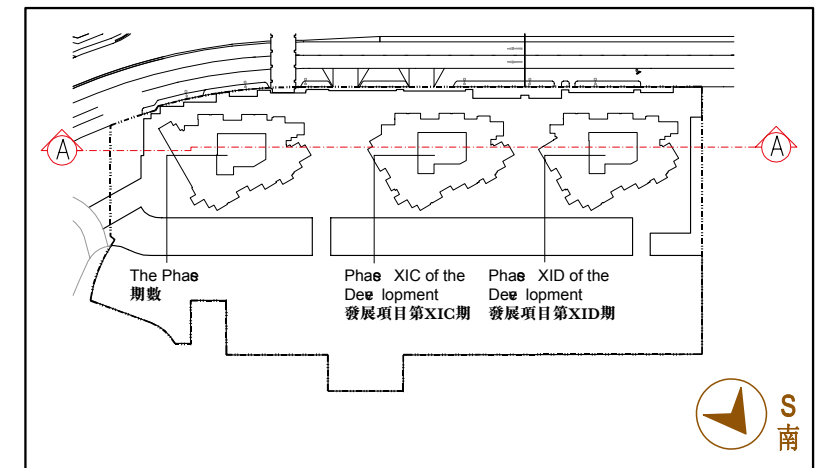 A
A
The Phase
期數
Phase XIC of the
Development
發展項目第XIC期
Phase XID of the
Development
發展項目第XID期
S
南